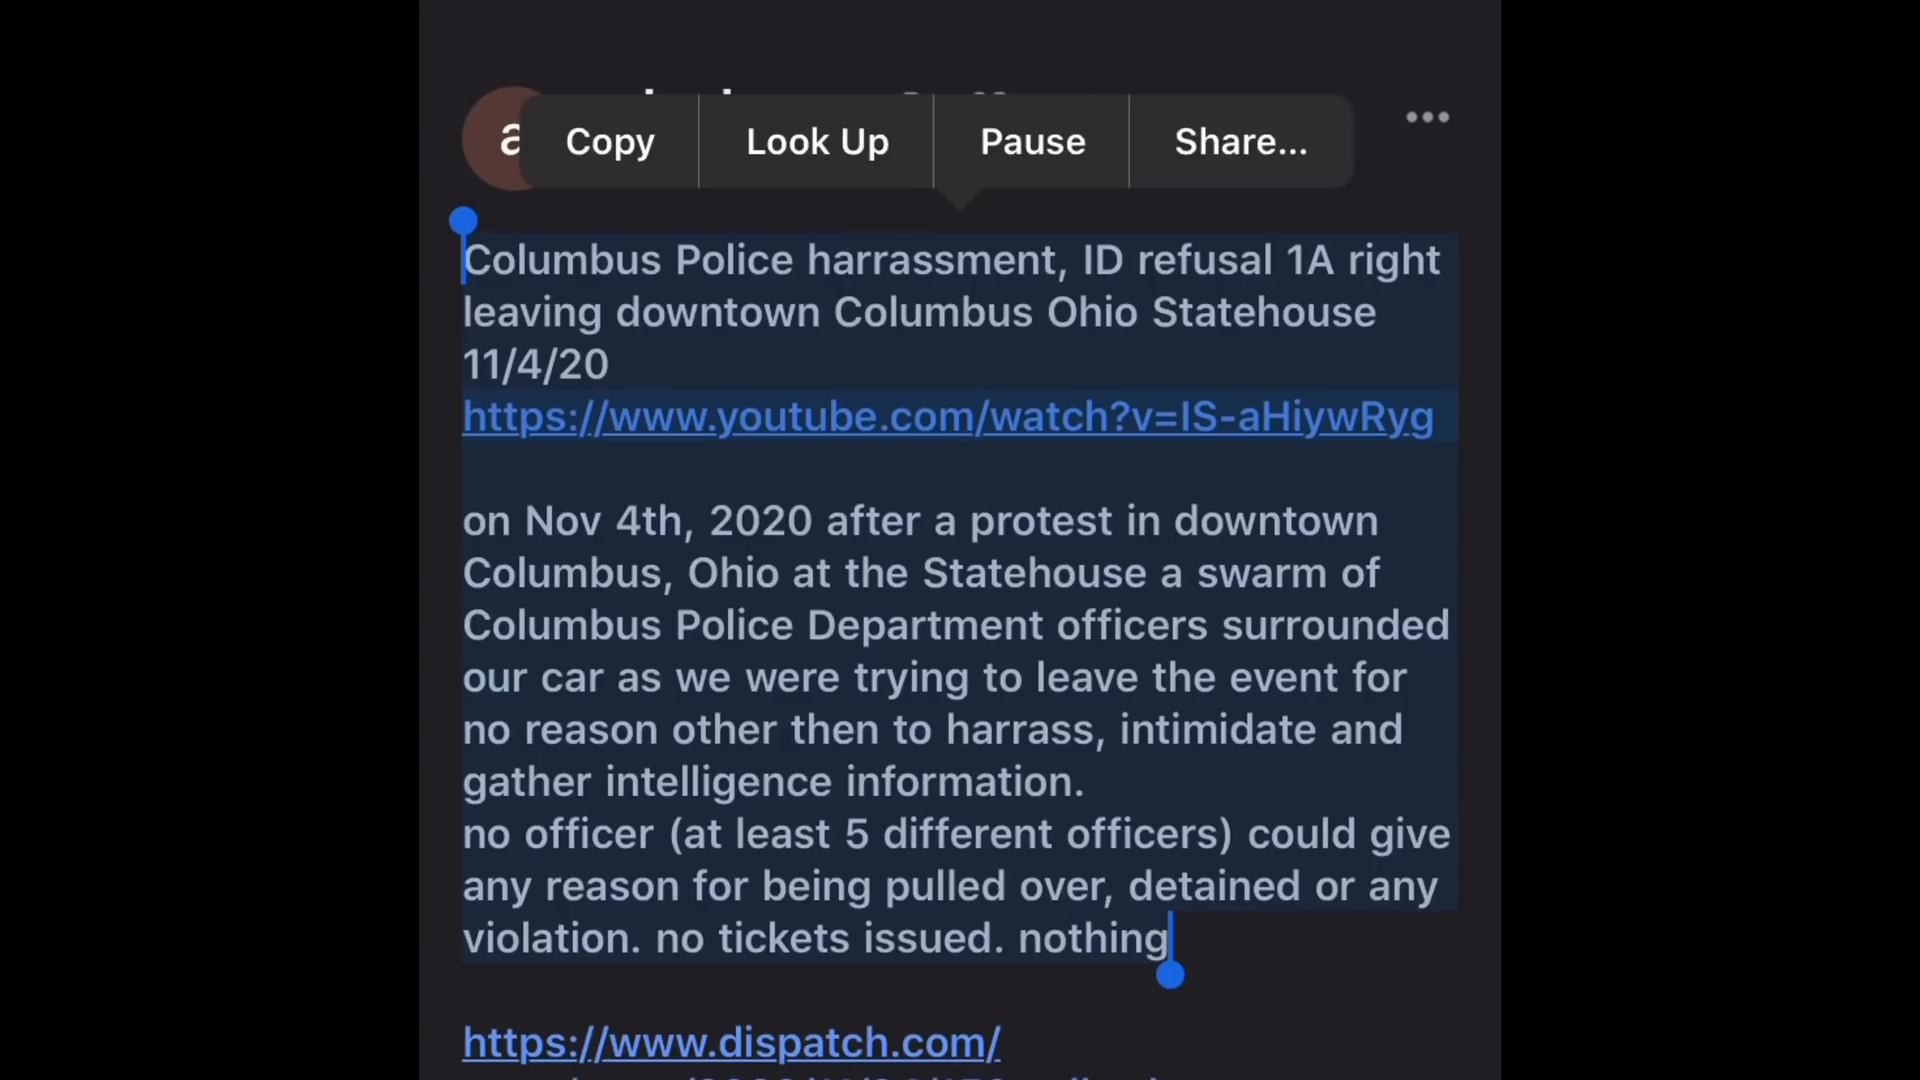 a
Copy
Look Up
Pause
Share...
Columbus Police harrassment, ID refusal 1A right
leaving downtown Columbus Ohio Statehouse
11/4/20
https://www.youtube.com/watch?v=IS-aHiywRyg
on Nov 4th, 2020 after a protest in downtown
Columbus, Ohio at the Statehouse a swarm of
Columbus Police Department officers surrounded
our car as we were trying to leave the event for
no reason other then to harrass, intimidate and
gather intelligence information.
no officer (at least 5 different officers) could give
any reason for being pulled over, detained or any
violation. no tickets issued. nothing
https://www.dispatch.com/